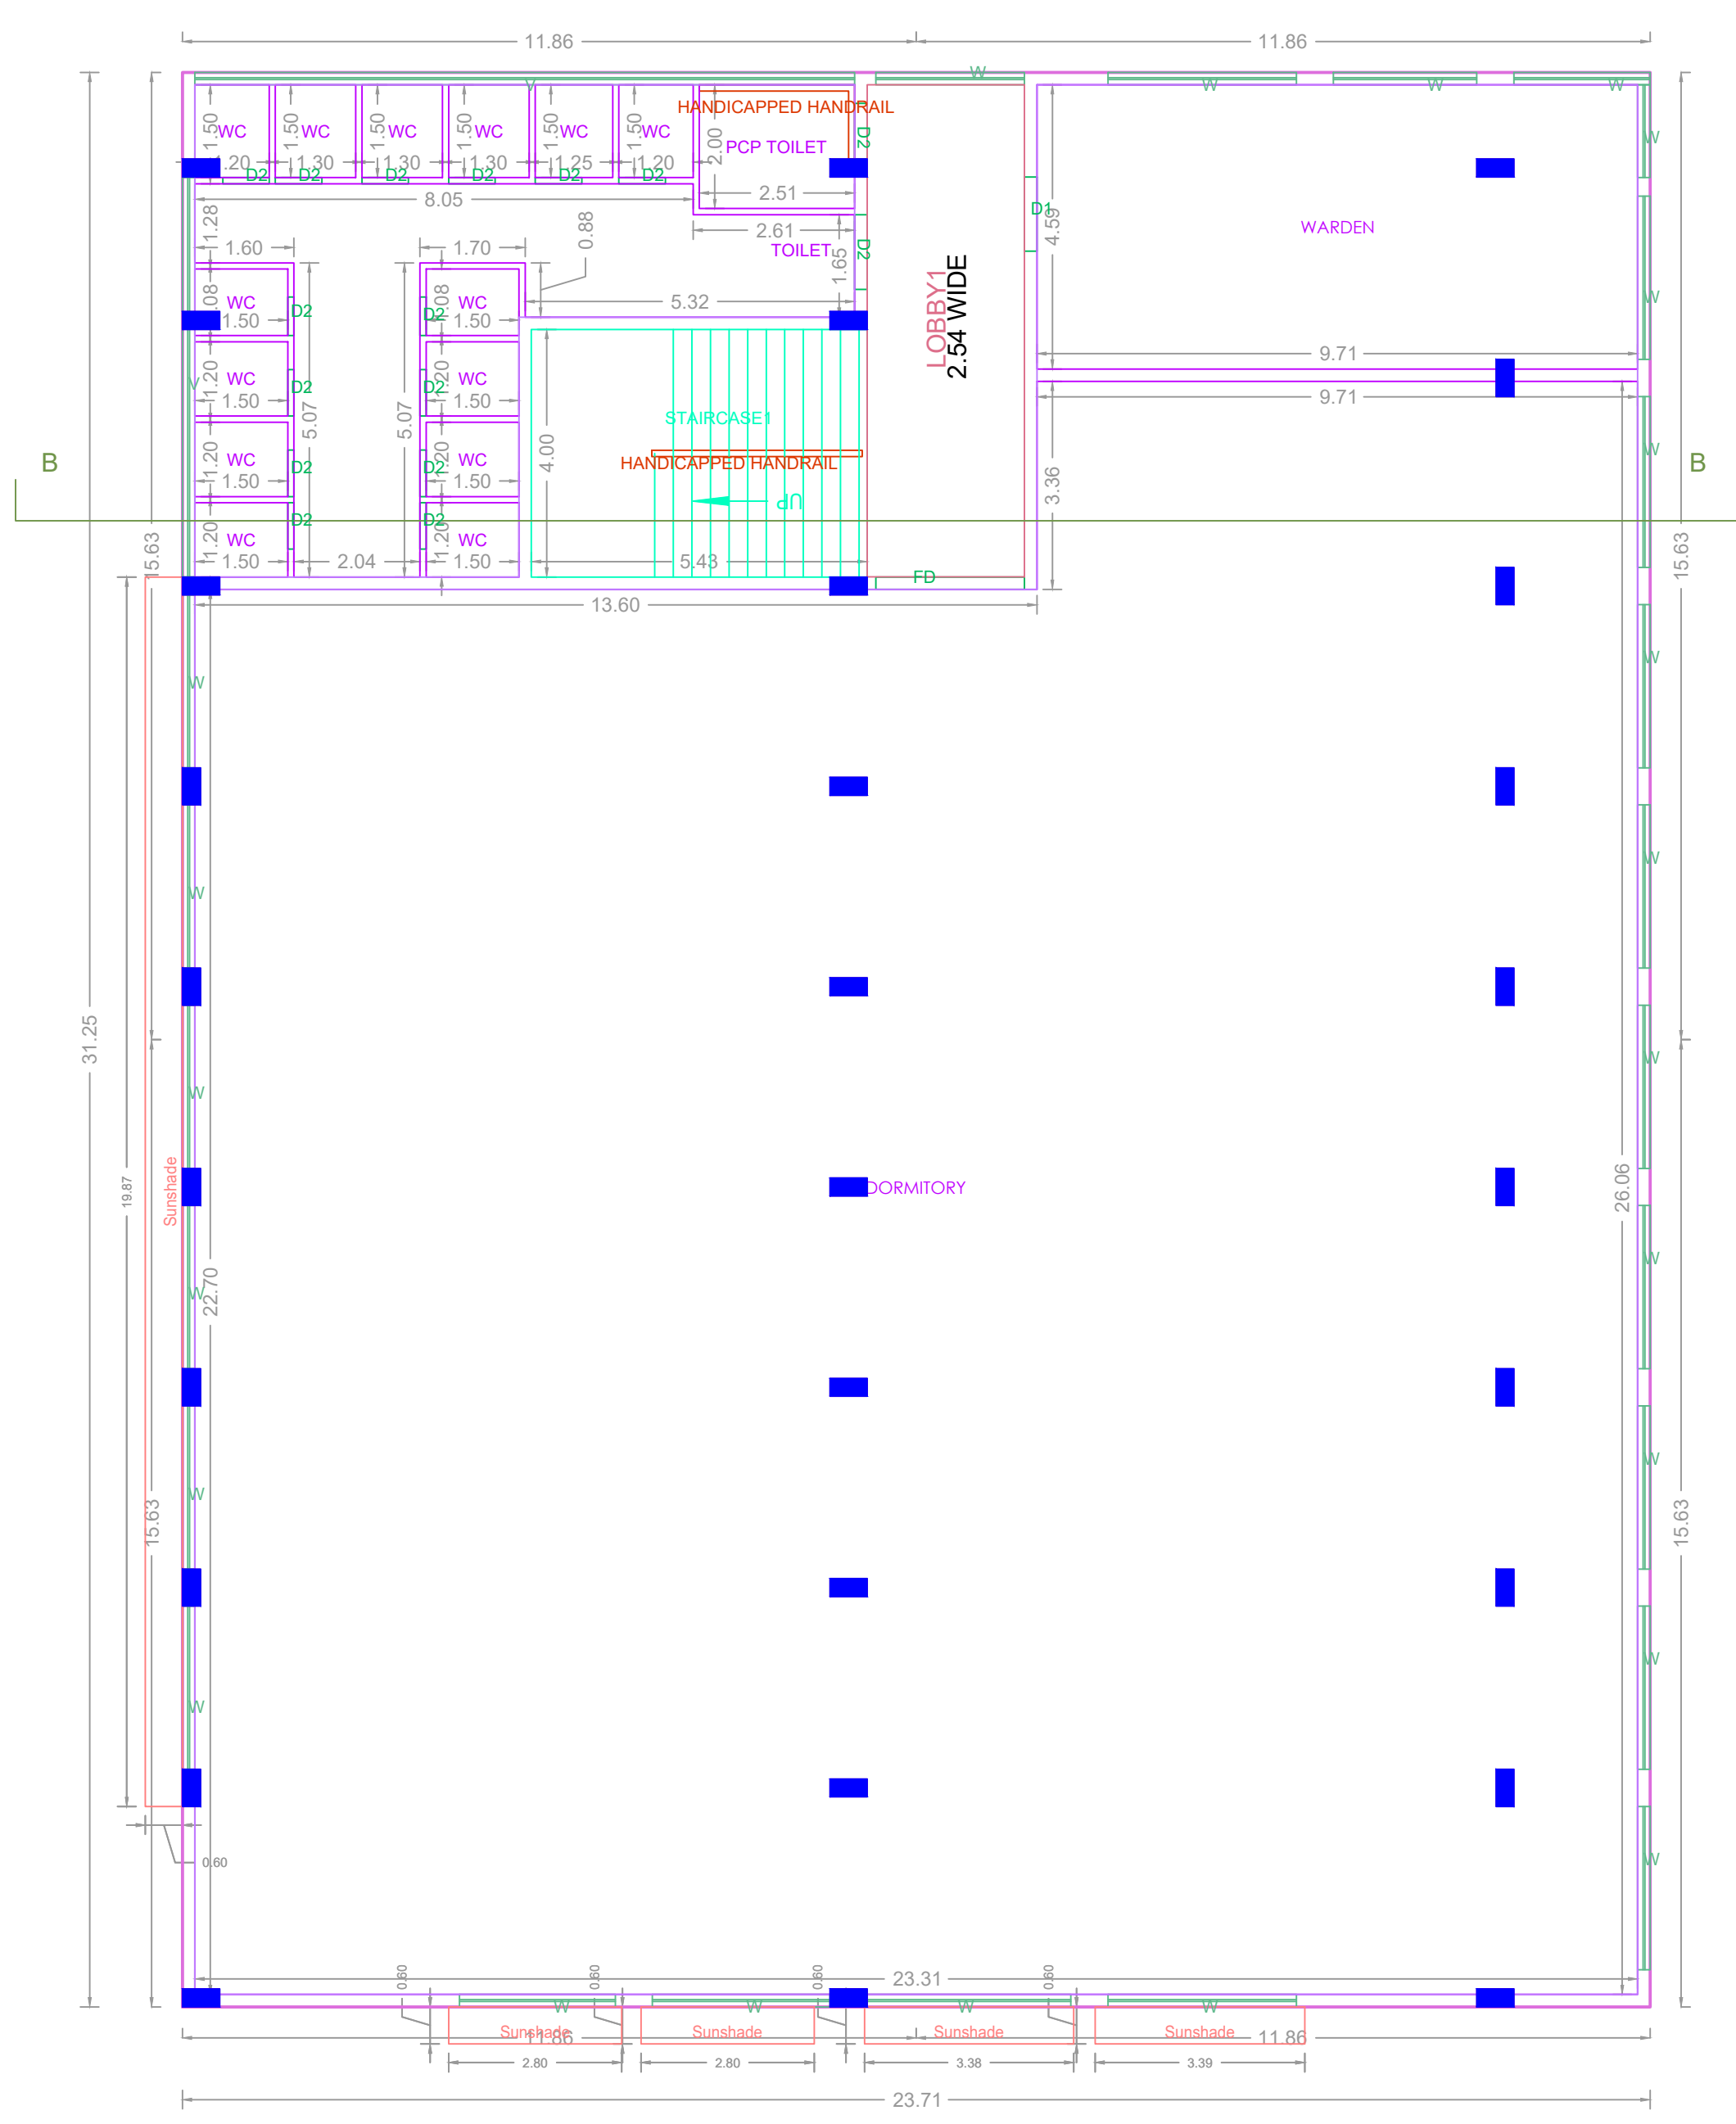 11.86
11.86
W
V
W
W
W
HANDICAPPED HANDRAIL
1.50
WC
1.50
WC
1.50
WC
1.50
WC
1.50
WC
1.50
WC
2.00
PCP TOILET
D2
W
1.20
1.30
1.30
1.30
1.25
1.20
D2
D2
D2
D2
D2
D2
2.51
8.05
D1
4.59
1.28
0.88
2.61
WARDEN
1.60
1.70
TOILET
D2
1.65
5.32
LOBBY1
2.54 WIDE
W
WC
D2
WC
D2
1.50
1.50
9.71
9.71
V
1.20
WC
D2
D2
1.20
WC
1.50
1.50
5.07
5.07
STAIRCASE1
4.00
HANDICAPPED HANDRAIL
UP
W
B
B
1.20
WC
D2
D2
1.20
WC
1.50
1.50
3.36
1.20
WC
D2
D2
1.20
WC
1.50
2.04
1.50
5.43
FD
15.63
15.63
13.60
W
W
W
W
31.25
W
W
19.87
Sunshade
DORMITORY
26.06
22.70
W
W
W
W
15.63
15.63
W
W
W
0.60
0.60
0.60
0.60
0.60
23.31
W
W
W
W
Sunshade
Sunshade
Sunshade
Sunshade
11.86
11.86
2.80
2.80
3.38
3.39
23.71